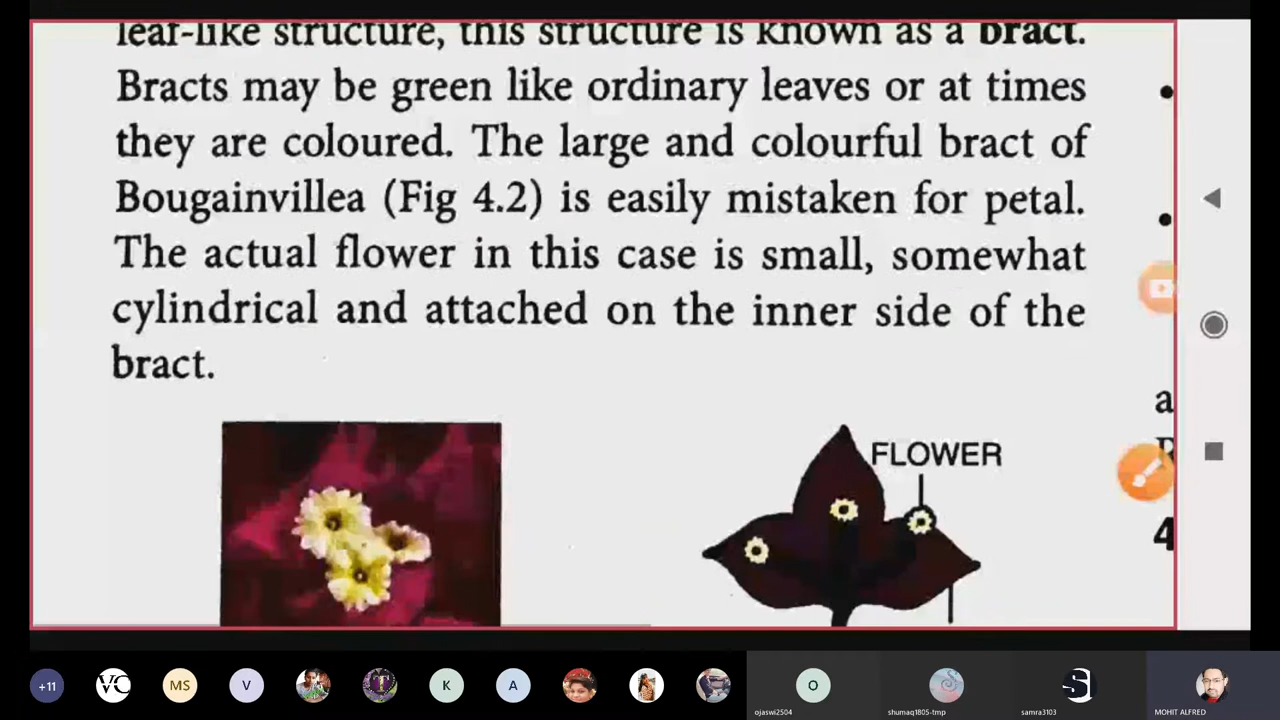 leaf-like structure, this structure is known as a bract.
Bracts may be green like ordinary leaves or at times
they are coloured. The large and colourful bract of
Bougainvillea (Fig 4.2) is easily mistaken for petal.
The actual flower in this case is small, somewhat
cylindrical and attached on the inner side of the
bract.
FLOWER
a
4
+11
VC
MS
V
T
K
A
O
S
S
ojaswi2504
shumaq1805-tmp
samra3103
MOHIT ALFRED